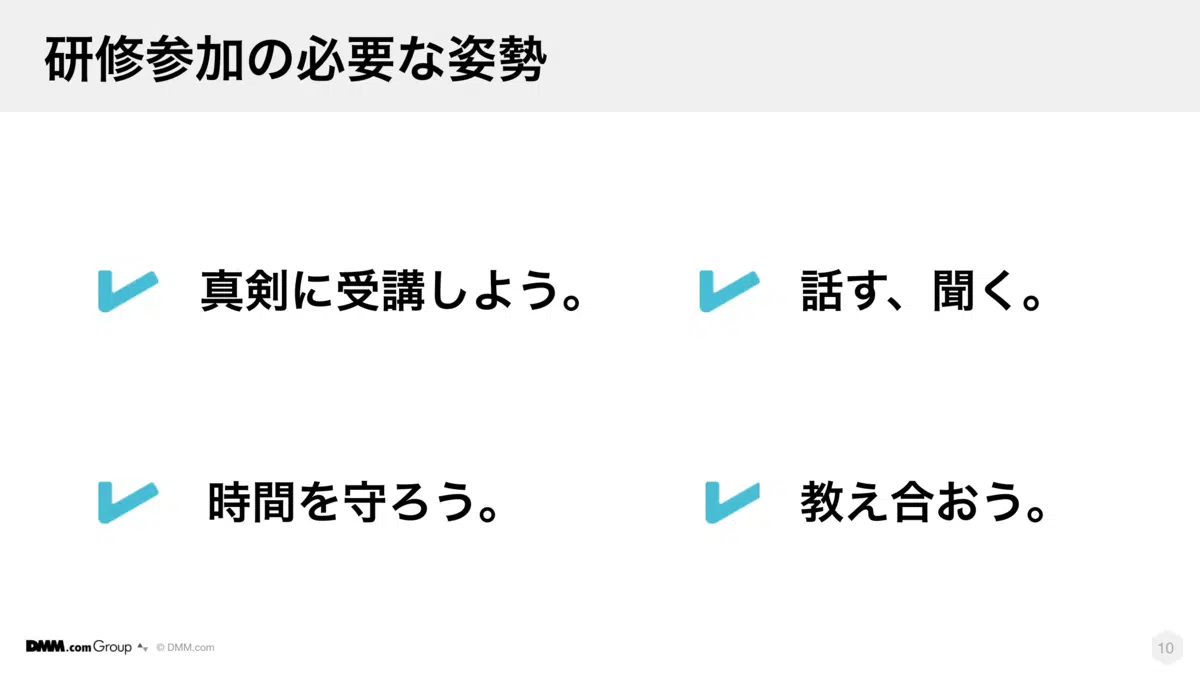 研修参加の必要な姿勢
真剣に受講しよう。
話す、聞く。
時間を守ろう。
教え合おう。
DMM.com Group © DMM.com
10